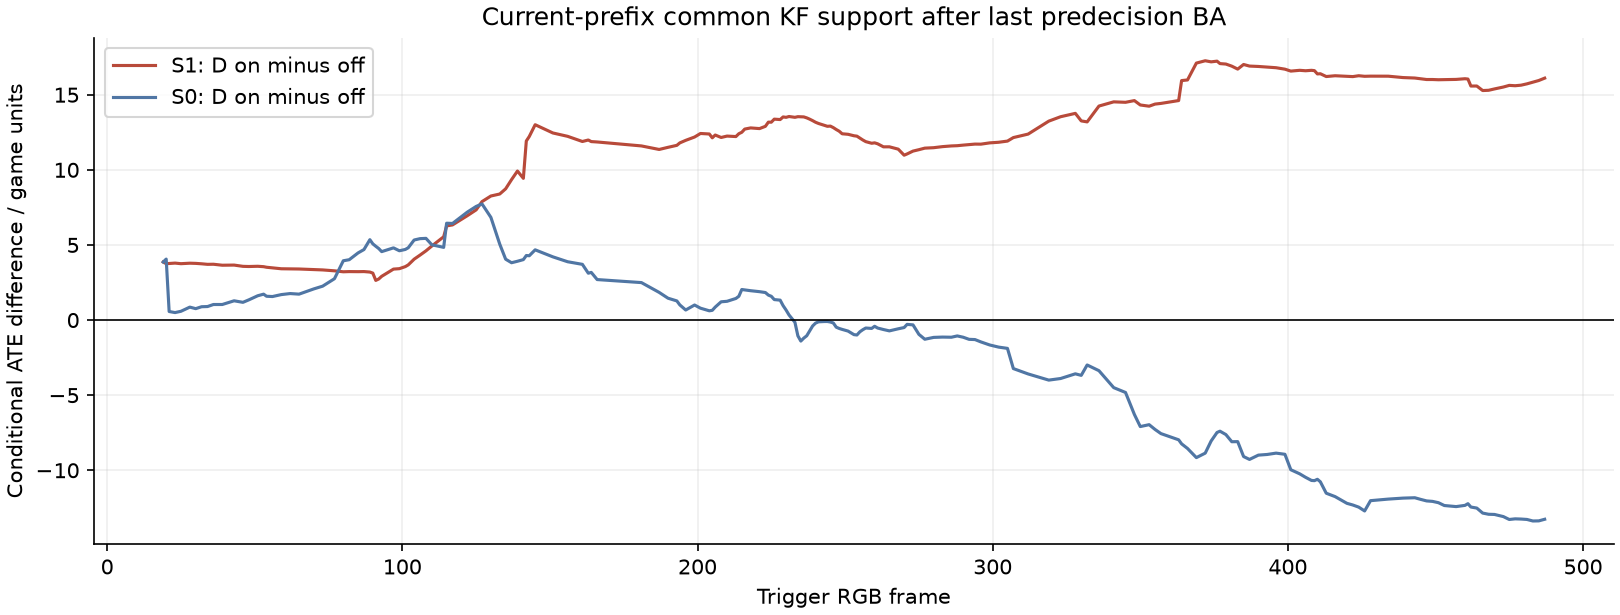 Current-prefix common KF support after last predecision BA
S1: D on minus off
S0: D on minus off
Conditional ATE difference / game units
15
10
5
0
−5
−10
0 100 200 300 400 500
Trigger RGB frame